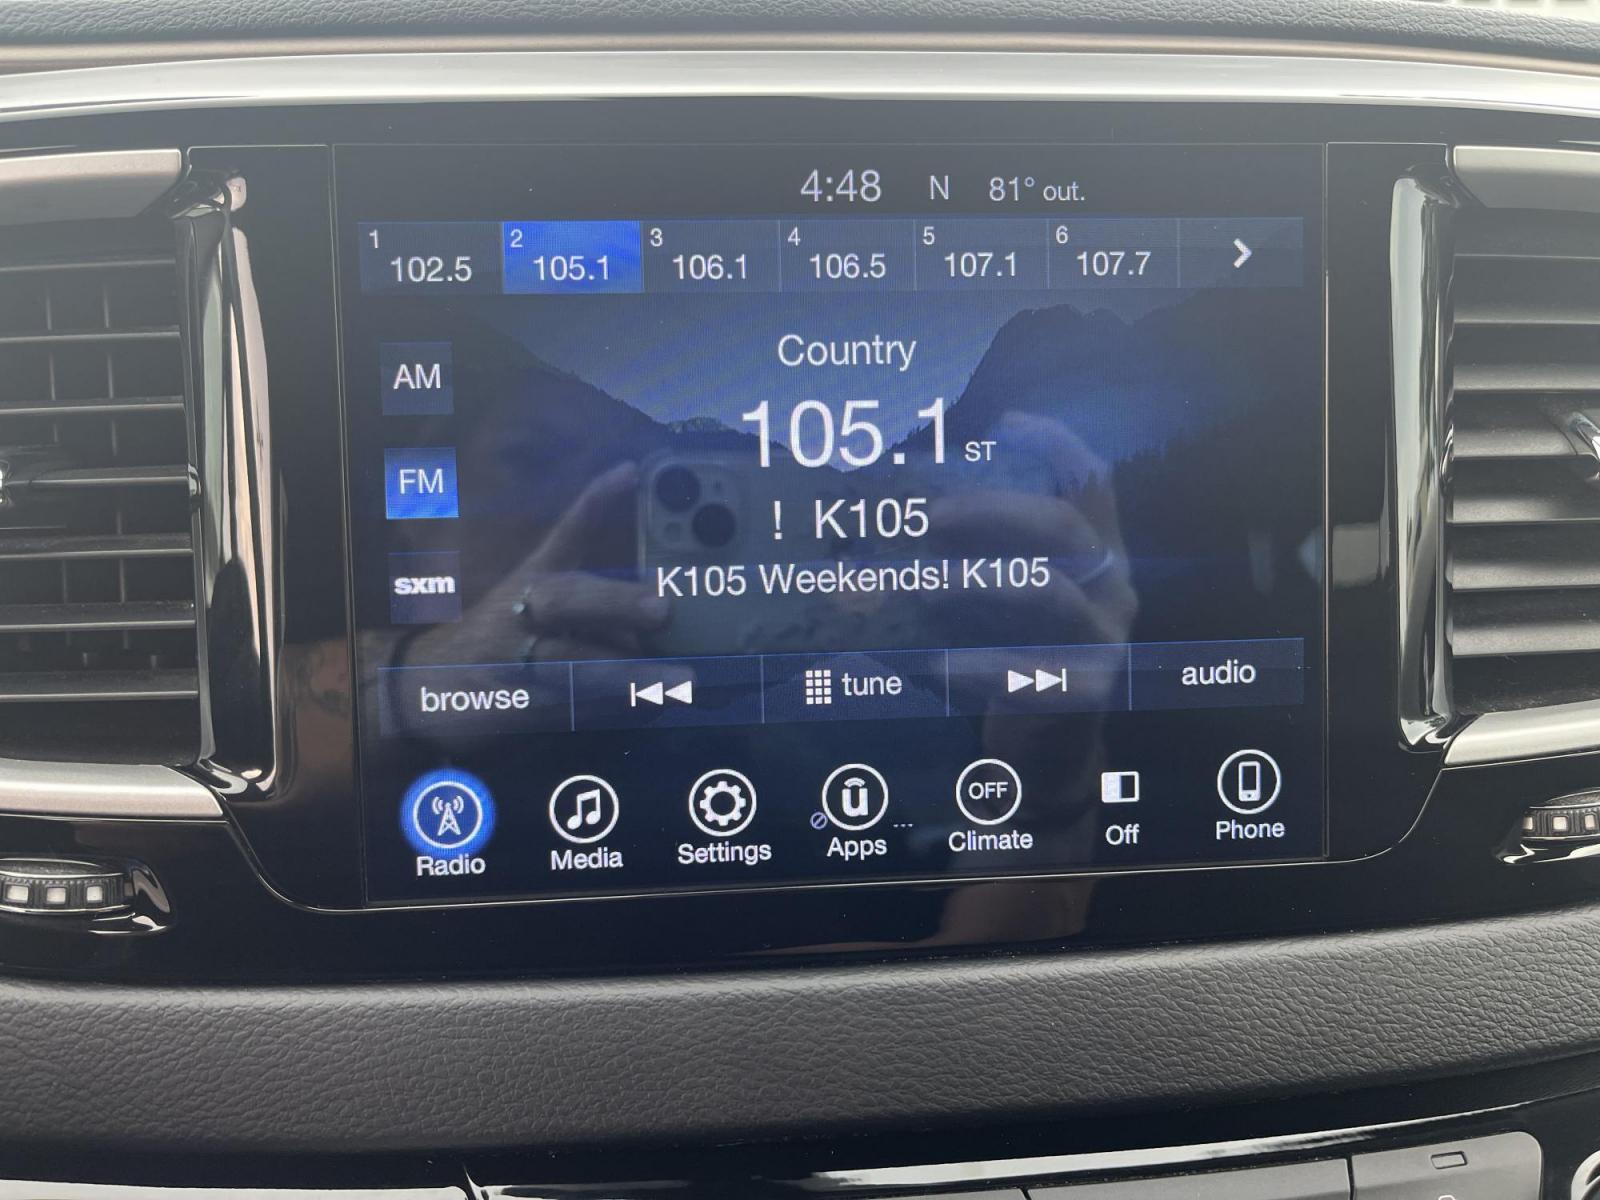 4:48 N 81° out.
1 2 3 4 5 6
102.5 105.1 106.1 106.5 107.1 107.7
Country
AM
105.1 ST
FM
! K105
sxm
K105 Weekends! K105
browse tune audio
OFF
Radio Media Settings Apps Climate Off Phone